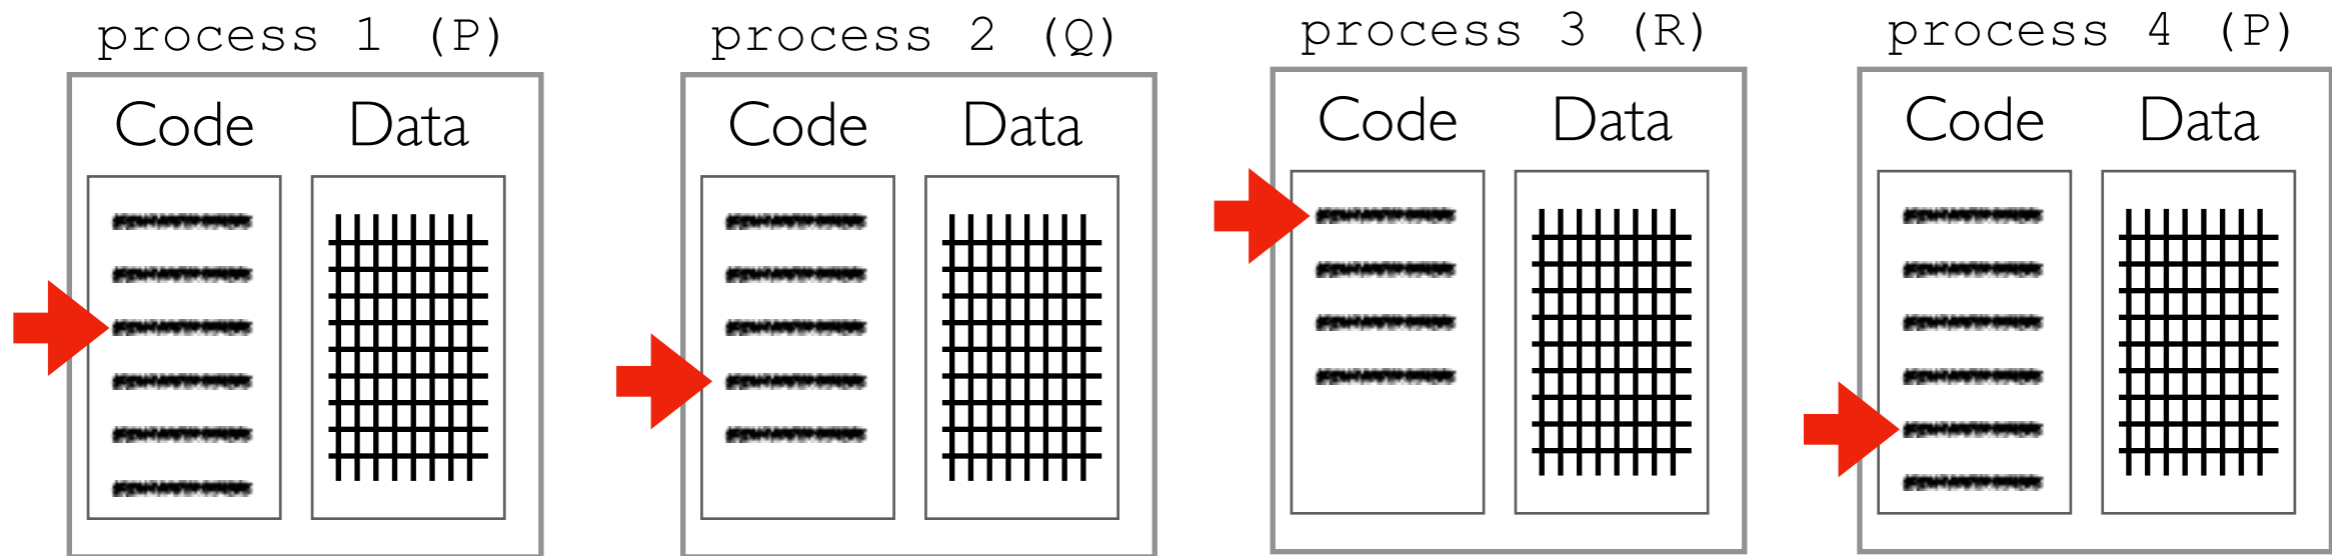 process 1 (P)
process 2 (Q)
process 3 (R)
process 4 (P)
Code Data
Code Data
Code Data
Code Data